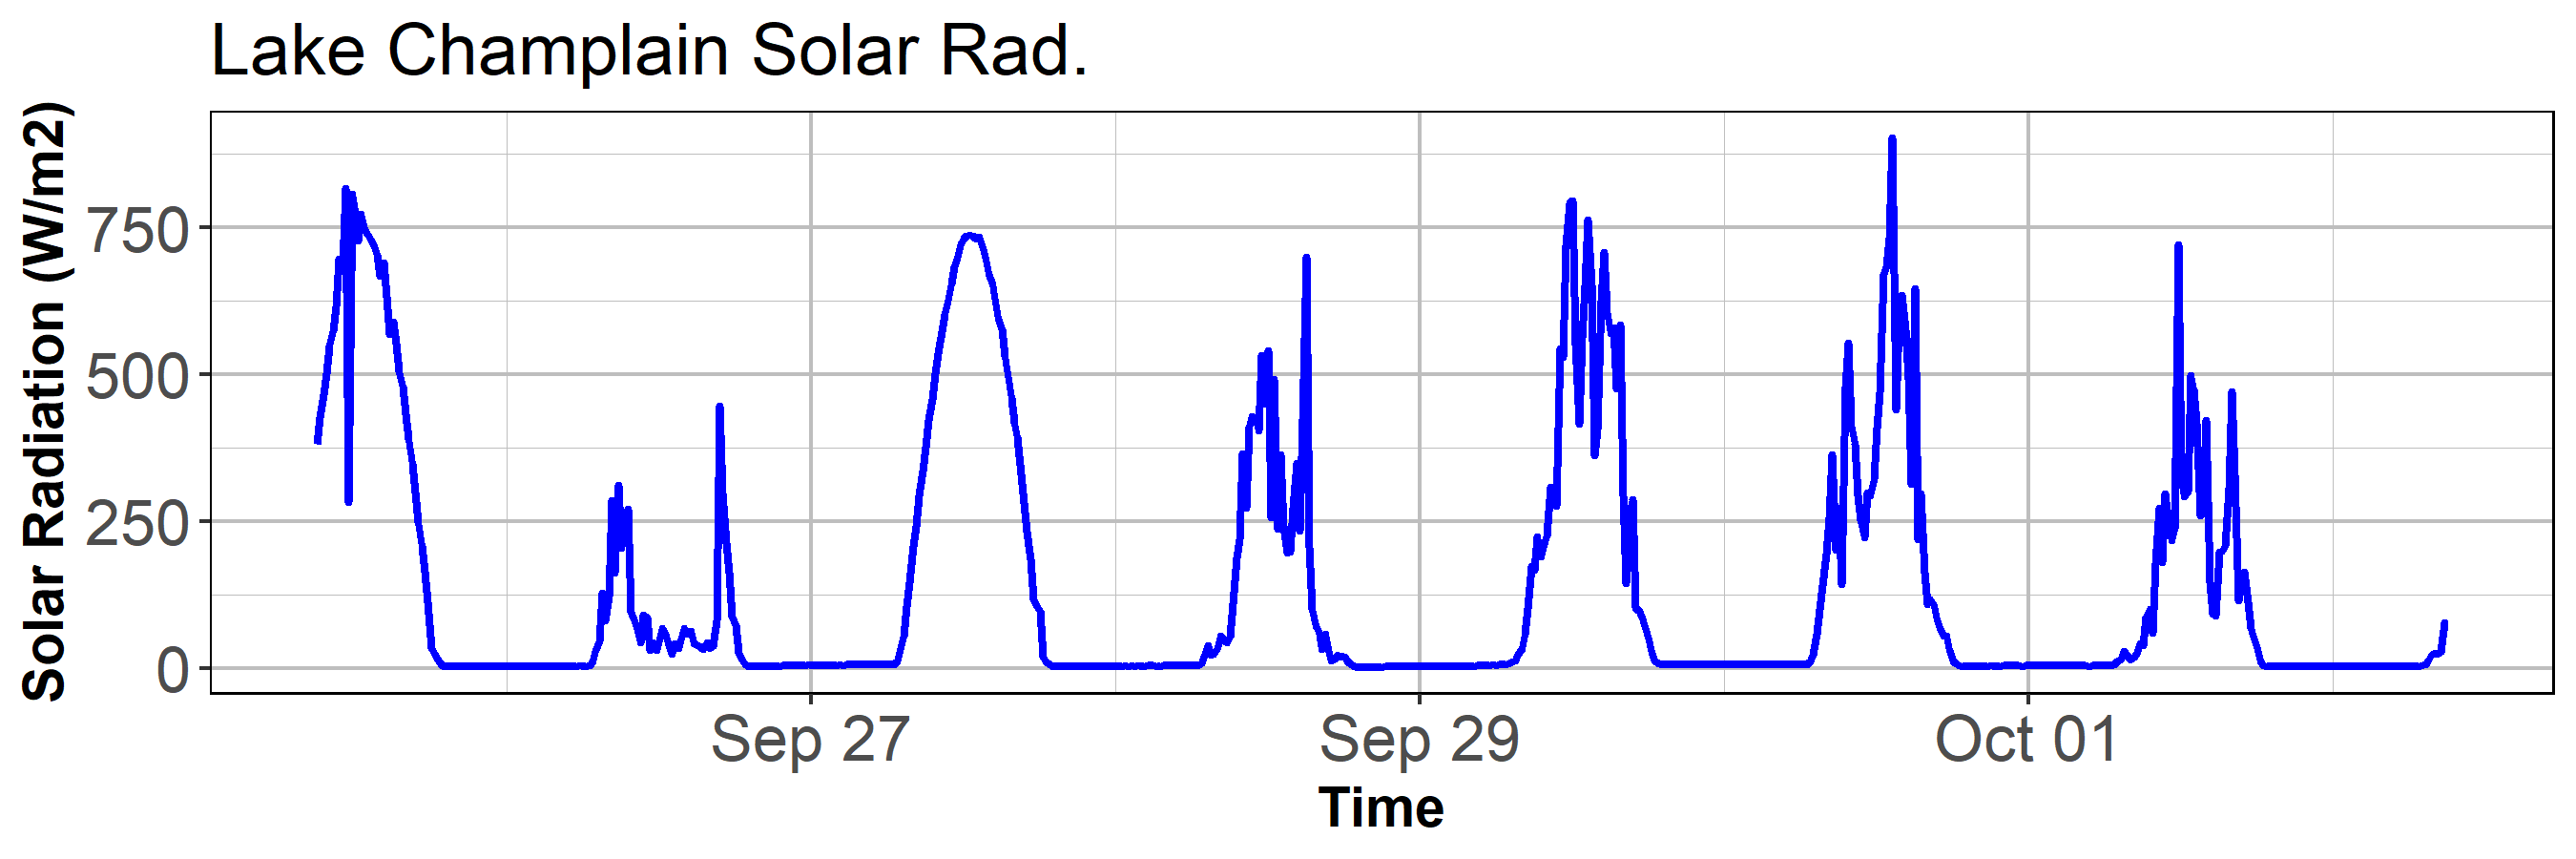 Lake Champlain Solar Rad.
Solar Radiation (W/m2)
750
500
250
0
Sep 27
Sep 29
Oct 01
Time